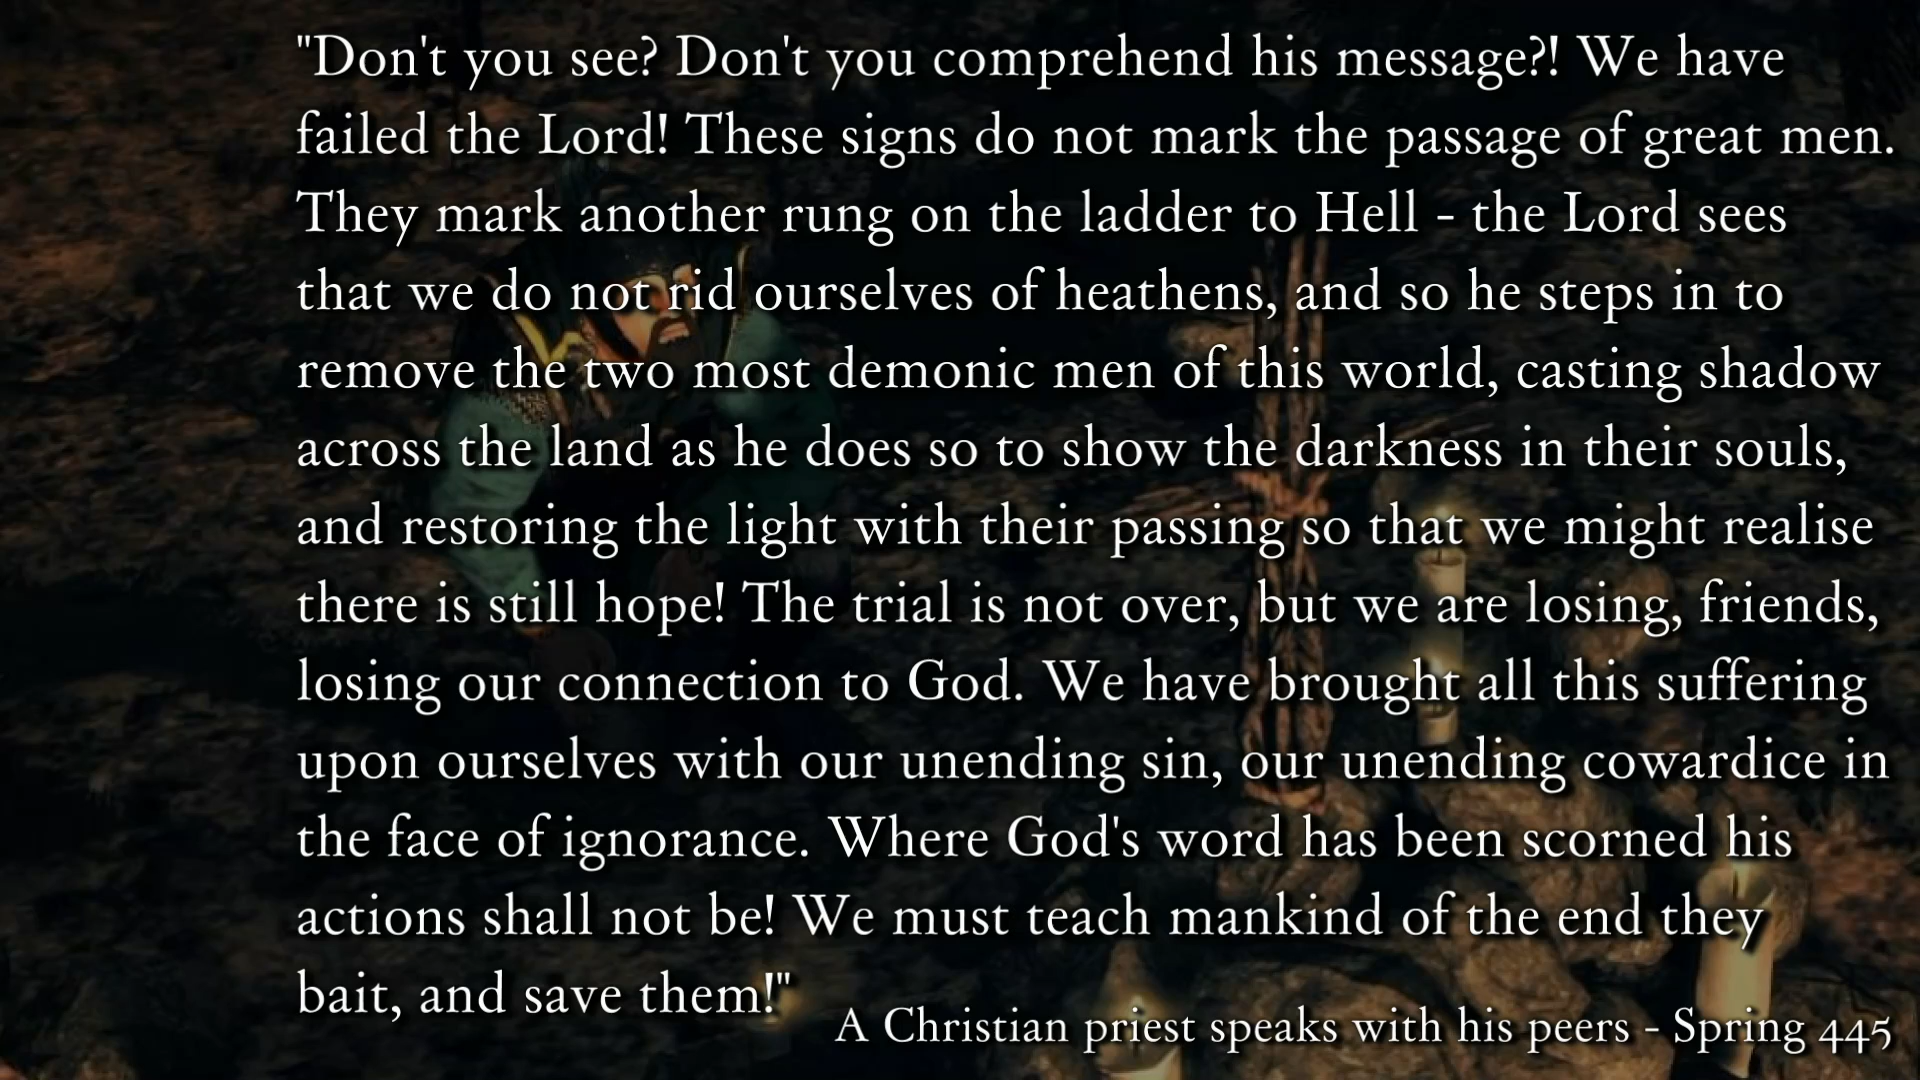 "Don't you see? Don't you comprehend his message?! We have
failed the Lord! These signs do not mark the passage of great men.
They mark another rung on the ladder to Hell - the Lord sees
that we do not rid ourselves of heathens, and so he steps in to
remove the two most demonic men of this world, casting shadow
across the land as he does so to show the darkness in their souls,
and restoring the light with their passing so that we might realise
there is still hope! The trial is not over, but we are losing, friends,
losing our connection to God. We have brought all this suffering
upon ourselves with our unending sin, our unending cowardice in
the face of ignorance. Where God's word has been scorned his
actions shall not be! We must teach mankind of the end they
bait, and save them!"
A Christian priest speaks with his peers - Spring 445